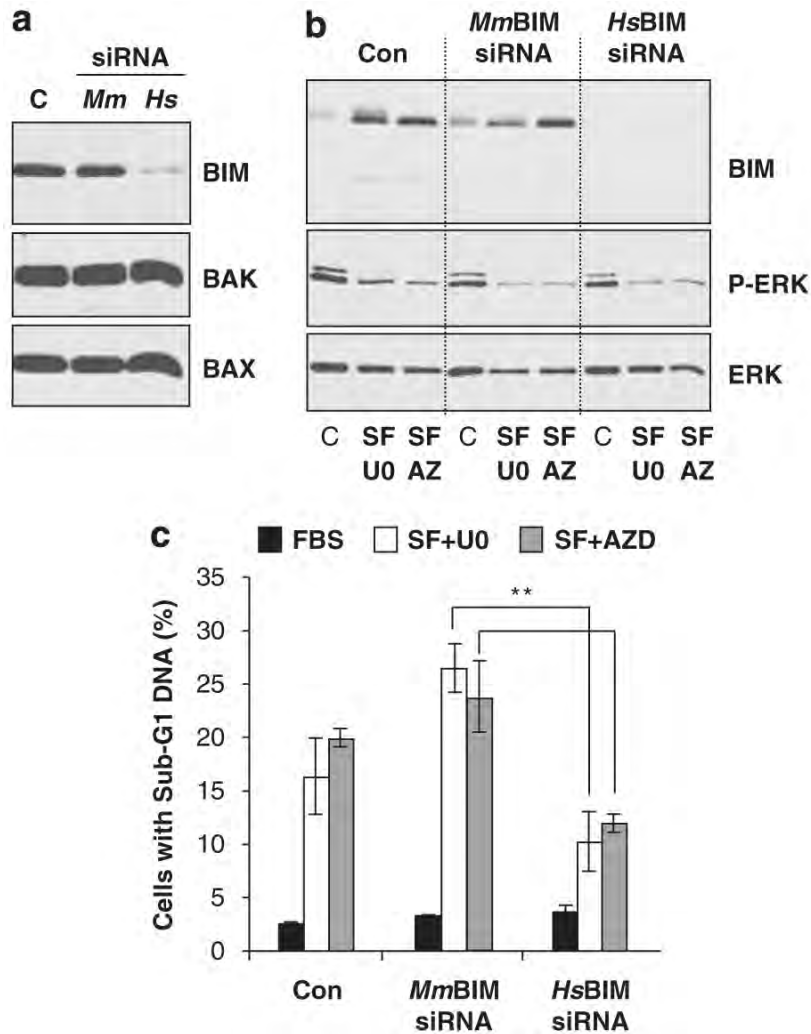 a
siRNA
C Mm Hs
BIM
BAK
BAX
b
Con
MmBIM siRNA
HsBIM siRNA
BIM
P-ERK
ERK
C SF SF C SF SF C SF SF
U0 AZ U0 AZ U0 AZ
c
FBS SF+U0 SF+AZD
Cells with Sub-G1 DNA (%)
35
30
25
20
15
10
5
0
**
Con
MmBIM siRNA
HsBIM siRNA